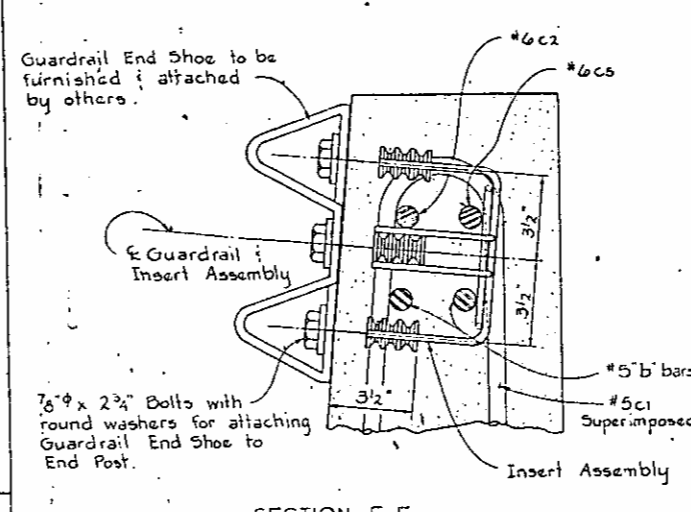 Guardrail End Shoe to be
furnished & attached
by others.
#6c2
#6c5
3½"
3½"
℄ Guardrail &
Insert Assembly
3½"
⅞"ϕ x 2¾" Bolts with
round washers for attaching
Guardrail End Shoe to
End Post.
#5"b" bars
#5c1
Superimposed
Insert Assembly
SECTION